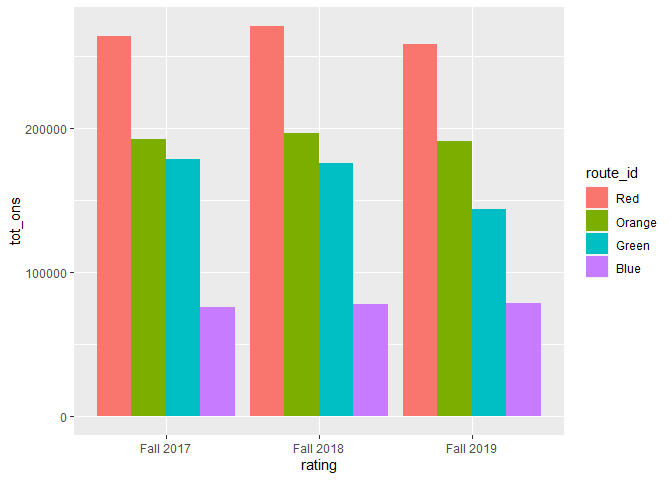 200000
100000
0
tot_ons
Fall 2017
Fall 2018
Fall 2019
rating
route_id
Red
Orange
Green
Blue